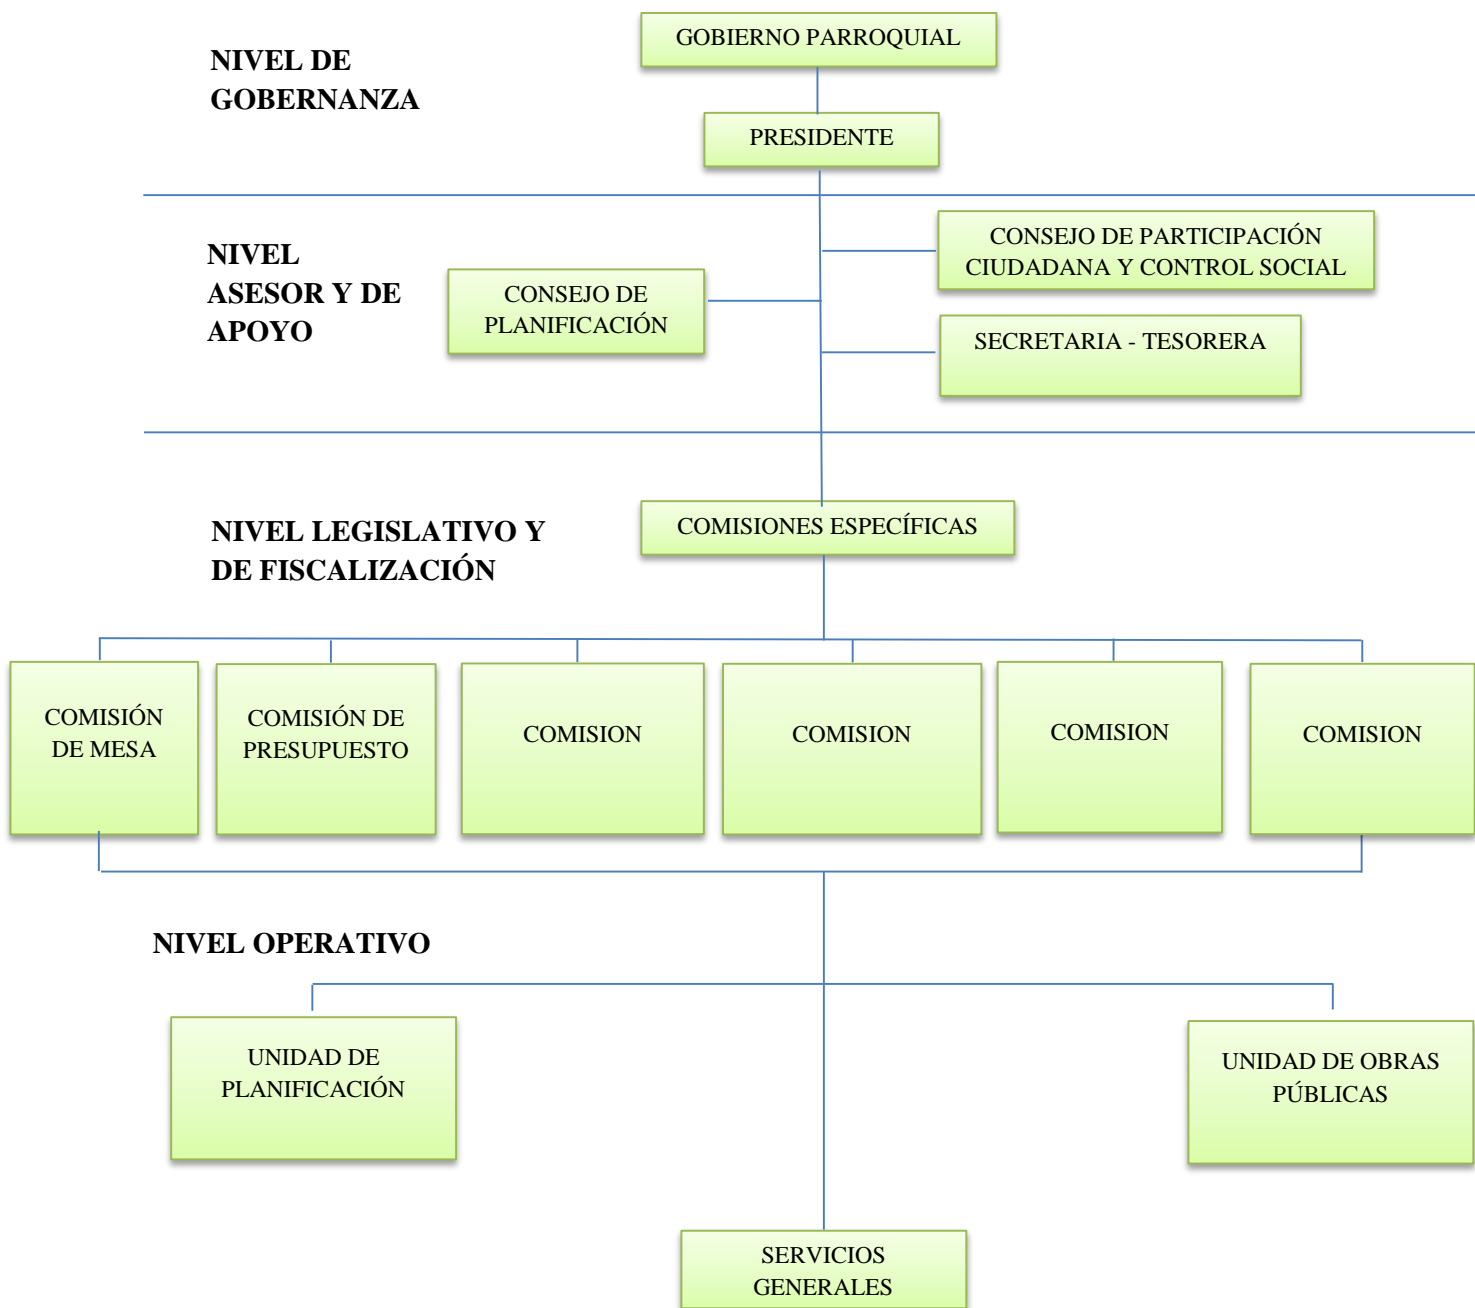 NIVEL DE
GOBERNANZA
GOBIERNO PARROQUIAL
PRESIDENTE
NIVEL
ASESOR Y DE
APOYO
CONSEJO DE PARTICIPACIÓN
CIUDADANA Y CONTROL SOCIAL
CONSEJO DE
PLANIFICACIÓN
SECRETARIA - TESORERA
NIVEL LEGISLATIVO Y
DE FISCALIZACIÓN
COMISIONES ESPECÍFICAS
COMISIÓN
DE MESA
COMISIÓN DE
PRESUPUESTO
COMISION
COMISION
COMISION
COMISION
NIVEL OPERATIVO
UNIDAD DE
PLANIFICACIÓN
UNIDAD DE OBRAS
PÚBLICAS
SERVICIOS
GENERALES